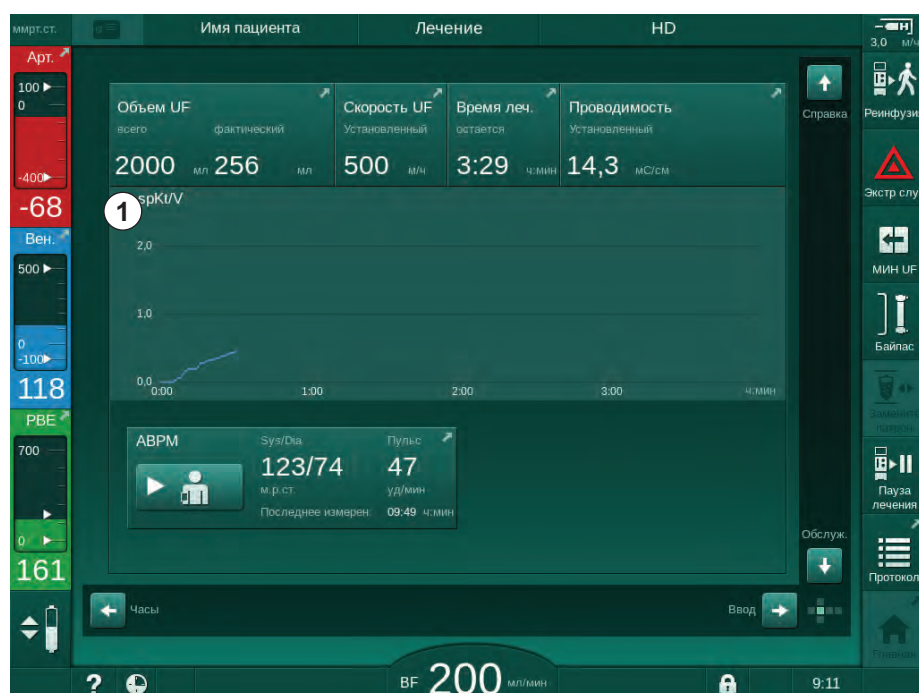 ммрт.ст.
Имя пациента
Лечение
HD
3,0 м/ч
Арт.
100
0
-400
-68
Вен.
500
0
-100
118
PBE
700
0
161
Объем UF
всего фактический
2000 мл 256 мл
Скорость UF
Установленный
500 м/ч
Время леч.
остается
3:29 ч:мин
Проводимость
Установленный
14,3 мС/см
1
spKt/V
2,0
1,0
0,0
0:00 1:00 2:00 3:00 ч:мин
ABPM
Sys/Dia Пульс
123/74 47
м.р.ст. уд/мин
Последнее измерен: 09:49 ч:мин
Справка
Обслуж.
Часы
Ввод
Реинфузи
Экстр слу
МИН UF
Байпас
Заменить
патрон
Пауза
лечения
Протокол
Главная
?
BF 200 мл/мин
9:11